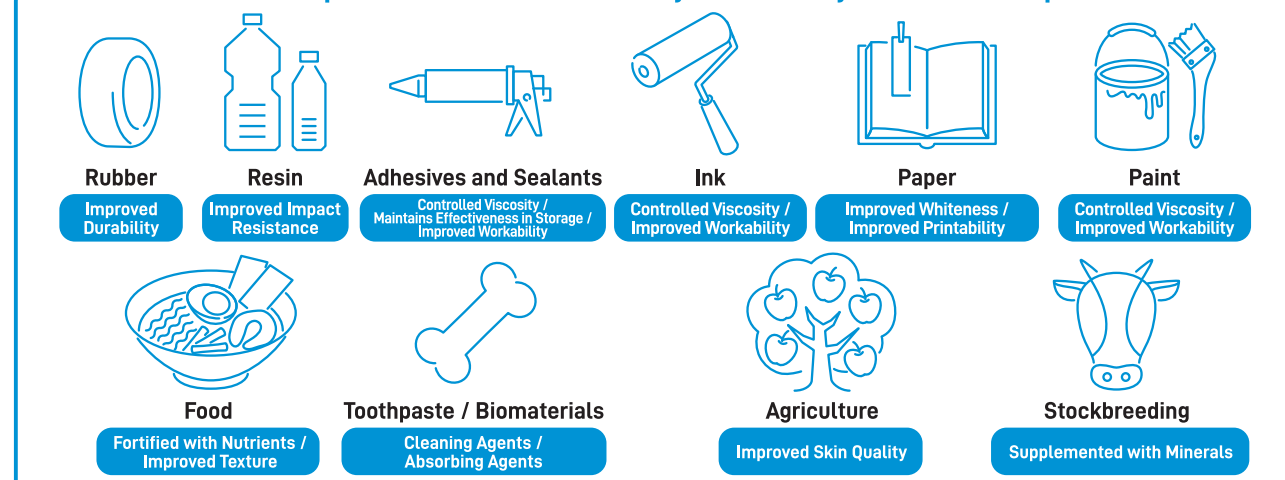 Rubber
Improved
Durability
Resin
Improved Impact
Resistance
Adhesives and Sealants
Controlled Viscosity /
Maintains Effectiveness in Storage /
Improved Workability
Ink
Controlled Viscosity /
Improved Workability
Paper
Improved Whiteness /
Improved Printability
Paint
Controlled Viscosity /
Improved Workability
Food
Fortified with Nutrients /
Improved Texture
Toothpaste / Biomaterials
Cleaning Agents /
Absorbing Agents
Agriculture
Improved Skin Quality
Stockbreeding
Supplemented with Minerals